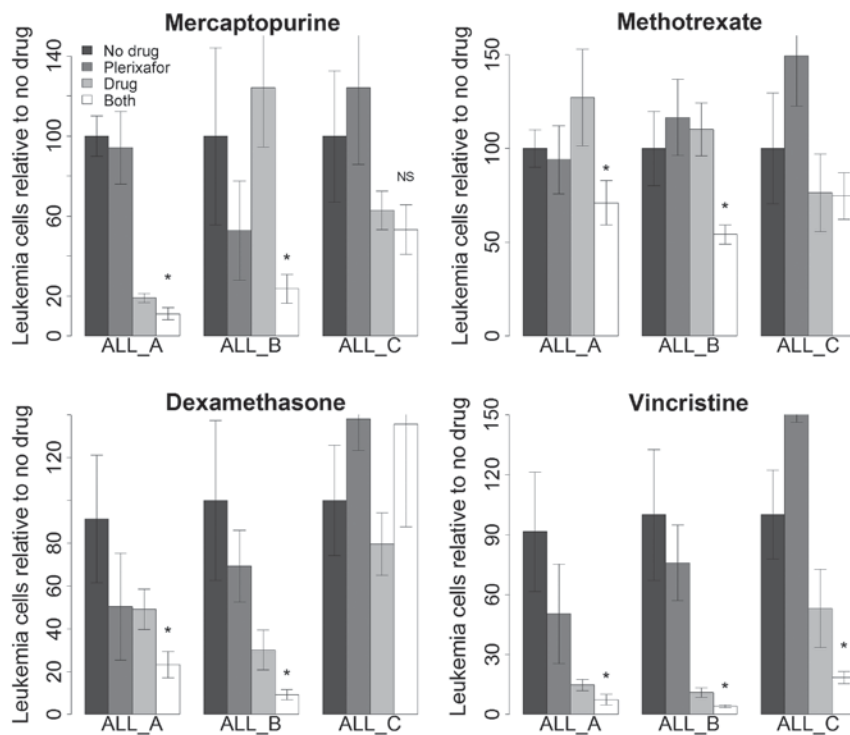 Mercaptopurine
Leukemia cells relative to no drug
0 20 60 100 140
No drug
Plerixafor
Drug
Both
*
*
NS
ALL_A ALL_B ALL_C
Methotrexate
Leukemia cells relative to no drug
0 50 100 150
*
*
ALL_A ALL_B ALL_C
Dexamethasone
Leukemia cells relative to no drug
0 20 40 60 80 120
*
*
ALL_A ALL_B ALL_C
Vincristine
Leukemia cells relative to no drug
0 30 60 90 120 150
*
*
*
ALL_A ALL_B ALL_C